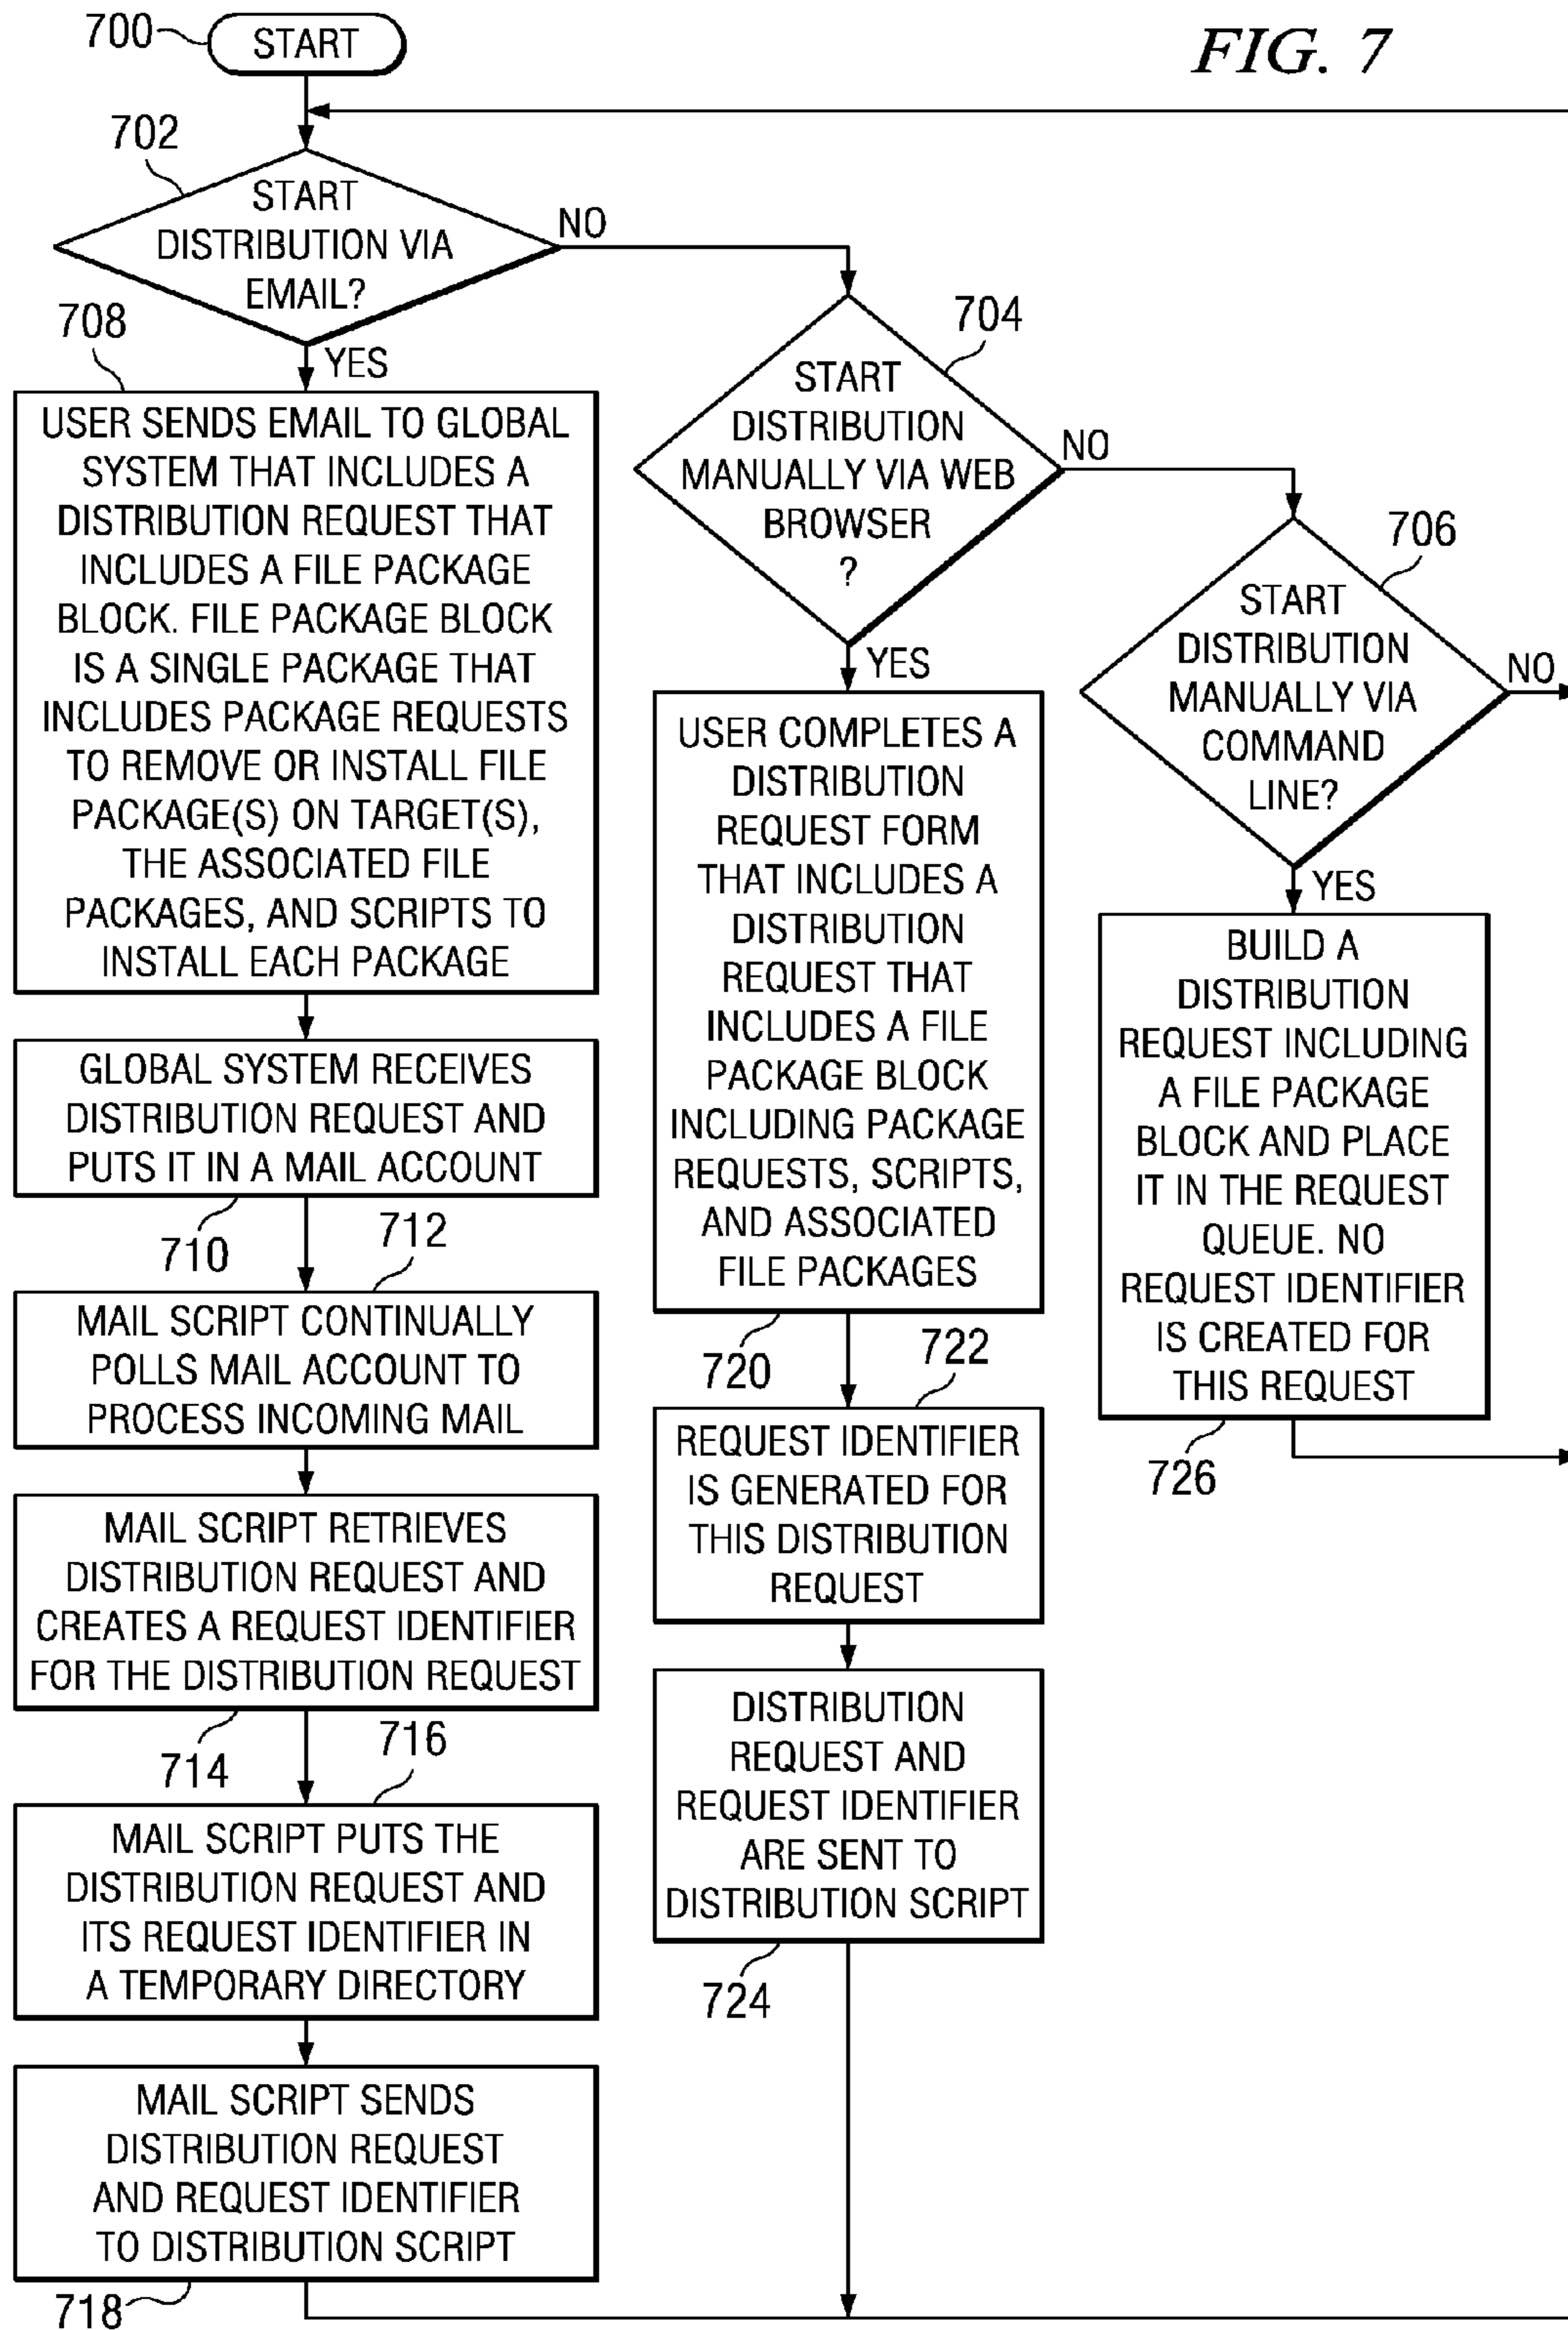 FIG. 7
700
START
702
START
DISTRIBUTION VIA
EMAIL?
NO
YES
708
USER SENDS EMAIL TO GLOBAL
SYSTEM THAT INCLUDES A
DISTRIBUTION REQUEST THAT
INCLUDES A FILE PACKAGE
BLOCK. FILE PACKAGE BLOCK
IS A SINGLE PACKAGE THAT
INCLUDES PACKAGE REQUESTS
TO REMOVE OR INSTALL FILE
PACKAGE(S) ON TARGET(S),
THE ASSOCIATED FILE
PACKAGES, AND SCRIPTS TO
INSTALL EACH PACKAGE
GLOBAL SYSTEM RECEIVES
DISTRIBUTION REQUEST AND
PUTS IT IN A MAIL ACCOUNT
710
712
MAIL SCRIPT CONTINUALLY
POLLS MAIL ACCOUNT TO
PROCESS INCOMING MAIL
MAIL SCRIPT RETRIEVES
DISTRIBUTION REQUEST AND
CREATES A REQUEST IDENTIFIER
FOR THE DISTRIBUTION REQUEST
714
716
MAIL SCRIPT PUTS THE
DISTRIBUTION REQUEST AND
ITS REQUEST IDENTIFIER IN
A TEMPORARY DIRECTORY
MAIL SCRIPT SENDS
DISTRIBUTION REQUEST
AND REQUEST IDENTIFIER
TO DISTRIBUTION SCRIPT
718
704
START
DISTRIBUTION
MANUALLY VIA WEB
BROWSER
?
NO
YES
USER COMPLETES A
DISTRIBUTION
REQUEST FORM
THAT INCLUDES A
DISTRIBUTION
REQUEST THAT
INCLUDES A FILE
PACKAGE BLOCK
INCLUDING PACKAGE
REQUESTS, SCRIPTS,
AND ASSOCIATED
FILE PACKAGES
720
722
REQUEST IDENTIFIER
IS GENERATED FOR
THIS DISTRIBUTION
REQUEST
DISTRIBUTION
REQUEST AND
REQUEST IDENTIFIER
ARE SENT TO
DISTRIBUTION SCRIPT
724
706
START
DISTRIBUTION
MANUALLY VIA
COMMAND
LINE?
NO
YES
BUILD A
DISTRIBUTION
REQUEST INCLUDING
A FILE PACKAGE
BLOCK AND PLACE
IT IN THE REQUEST
QUEUE. NO
REQUEST IDENTIFIER
IS CREATED FOR
THIS REQUEST
726